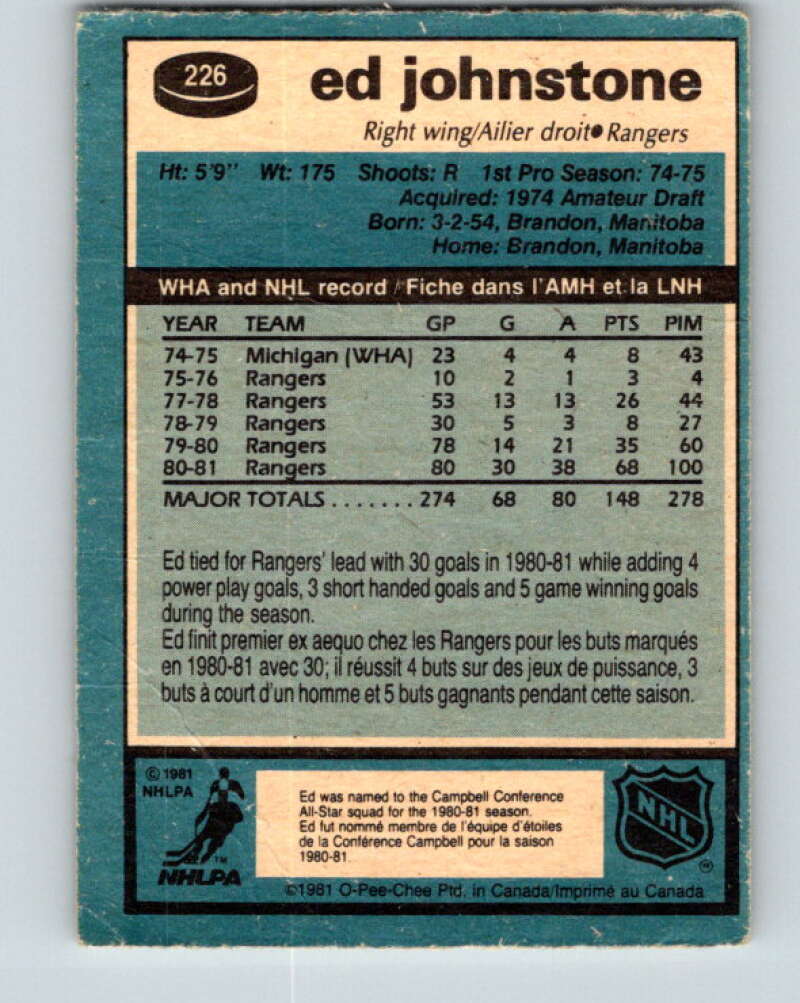 226
ed johnstone
Right wing/Ailier droit • Rangers
Ht: 5'9" Wt: 175 Shoots: R 1st Pro Season: 74-75
Acquired: 1974 Amateur Draft
Born: 3-2-54, Brandon, Manitoba
Home: Brandon, Manitoba
WHA and NHL record / Fiche dans l'AMH et la LNH
YEAR TEAM GP G A PTS PIM
74-75 Michigan (WHA) 23 4 4 8 43
75-76 Rangers 10 2 1 3 4
77-78 Rangers 53 13 13 26 44
78-79 Rangers 30 5 3 8 27
79-80 Rangers 78 14 21 35 60
80-81 Rangers 80 30 38 68 100
MAJOR TOTALS ....... 274 68 80 148 278
Ed tied for Rangers' lead with 30 goals in 1980-81 while adding 4
power play goals, 3 short handed goals and 5 game winning goals
during the season.
Ed finit premier ex aequo chez les Rangers pour les buts marqués
en 1980-81 avec 30; il réussit 4 buts sur des jeux de puissance, 3
buts à court d'un homme et 5 buts gagnants pendant cette saison.
© 1981
NHLPA
TM
NHLPA
Ed was named to the Campbell Conference
All-Star squad for the 1980-81 season.
Ed fut nommé membre de l'équipe d'étoiles
de la Conférence Campbell pour la saison
1980-81.
NHL
©1981 O-Pee-Chee Ptd. in Canada/Imprimé au Canada